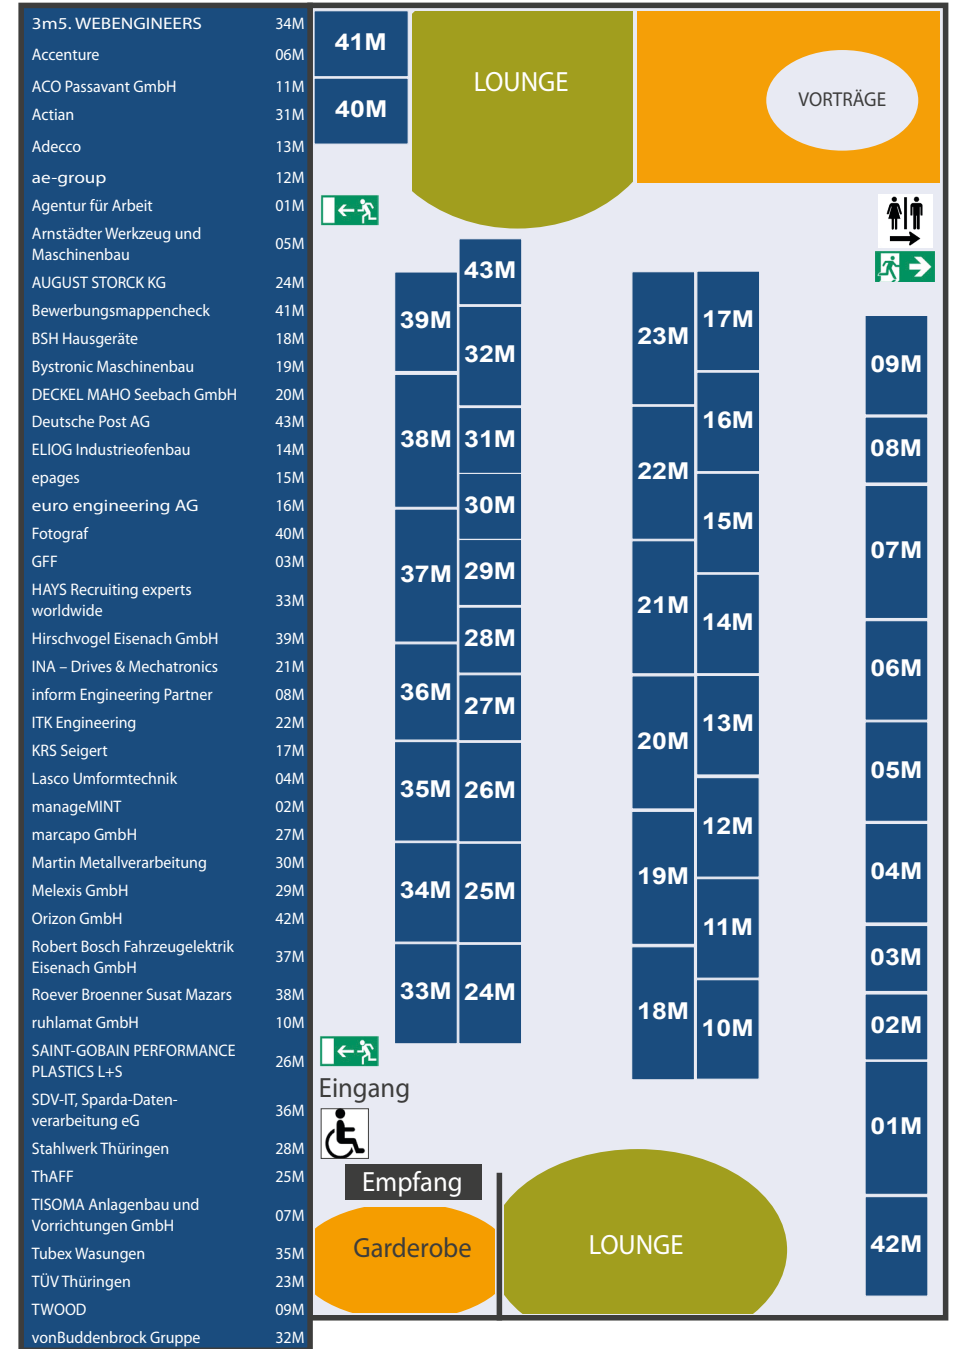 3m5. WEBENGINEERS 34M
Accenture 06M
ACO Passavant GmbH 11M
Actian 31M
Adecco 13M
ae-group 12M
Agentur für Arbeit 01M
Arnstädter Werkzeug und
Maschinenbau 05M
AUGUST STORCK KG 24M
Bewerbungsmappencheck 41M
BSH Hausgeräte 18M
Bystronic Maschinenbau 19M
DECKEL MAHO Seebach GmbH 20M
Deutsche Post AG 43M
ELIOG Industrieofenbau 14M
epages 15M
euro engineering AG 16M
Fotograf 40M
GFF 03M
HAYS Recruiting experts
worldwide 33M
Hirschvogel Eisenach GmbH 39M
INA – Drives & Mechatronics 21M
inform Engineering Partner 08M
ITK Engineering 22M
KRS Seigert 17M
Lasco Umformtechnik 04M
manageMINT 02M
marcapo GmbH 27M
Martin Metallverarbeitung 30M
Melexis GmbH 29M
Orizon GmbH 42M
Robert Bosch Fahrzeugelektrik
Eisenach GmbH 37M
Roever Broenner Susat Mazars 38M
ruhlamat GmbH 10M
SAINT-GOBAIN PERFORMANCE
PLASTICS L+S 26M
SDV-IT, Sparda-Daten-
verarbeitung eG 36M
Stahlwerk Thüringen 28M
ThAFF 25M
TISOMA Anlagenbau und
Vorrichtungen GmbH 07M
Tubex Wasungen 35M
TÜV Thüringen 23M
TWOOD 09M
vonBuddenbrock Gruppe 32M
41M
40M
LOUNGE
VORTRÄGE
39M
38M
37M
36M
35M
34M
33M
43M
32M
31M
30M
29M
28M
27M
26M
25M
24M
23M
22M
21M
20M
19M
18M
17M
16M
15M
14M
13M
12M
11M
10M
09M
08M
07M
06M
05M
04M
03M
02M
01M
42M
Eingang
Empfang
Garderobe
LOUNGE